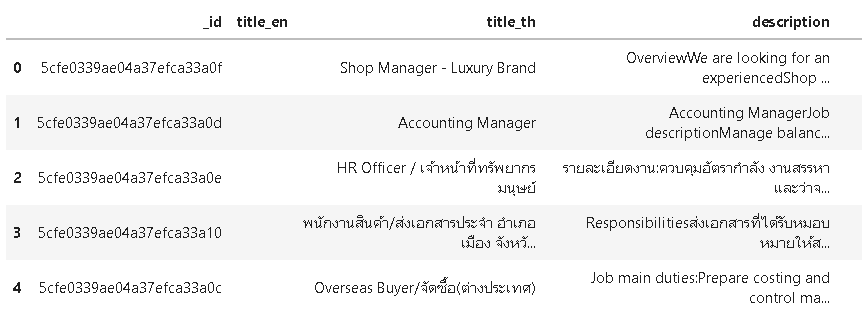 _id title_en title_th description
0 5cfe0339ae04a37efca33a0f Shop Manager - Luxury Brand OverviewWe are looking for an
experiencedShop ...
1 5cfe0339ae04a37efca33a0d Accounting Manager Accounting ManagerJob
descriptionManage balanc...
2 5cfe0339ae04a37efca33a0e HR Officer / เจ้าหน้าที่ทรัพยากร
มนุษย์ รายละเอียดงาน:ควบคุมอัตรากำลัง งานสรรหา
และว่าจ...
3 5cfe0339ae04a37efca33a10 พนักงานสินค้า/ส่งเอกสารประจำ อำเภอ
เมือง จังหวั... Responsibilitiesส่งเอกสารที่ได้รับหมอบ
หมายให้ส...
4 5cfe0339ae04a37efca33a0c Overseas Buyer/จัดซื้อ(ต่างประเทศ) Job main duties:Prepare costing and
control ma...